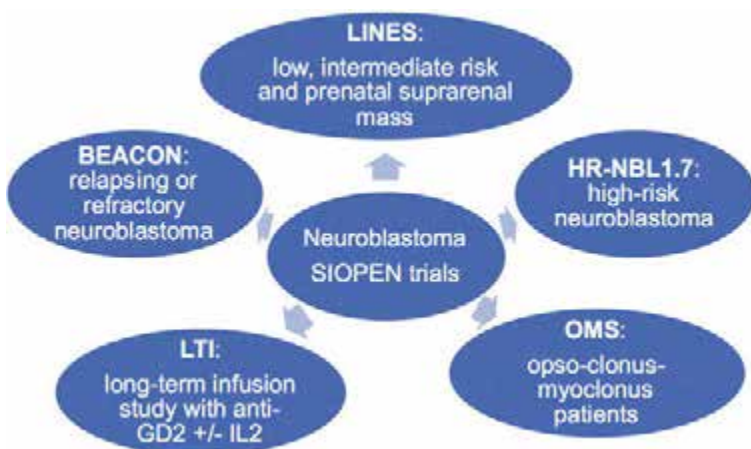 LINES:
low, intermediate risk
and prenatal suprarenal
mass
BEACON:
relapsing or
refractory
neuroblastoma
HR-NBL1.7:
high-risk
neuroblastoma
Neuroblastoma
SIOPEN trials
LTI:
long-term infusion
study with anti-
GD2 +/- IL2
OMS:
opso-clonus-
myoclonus
patients